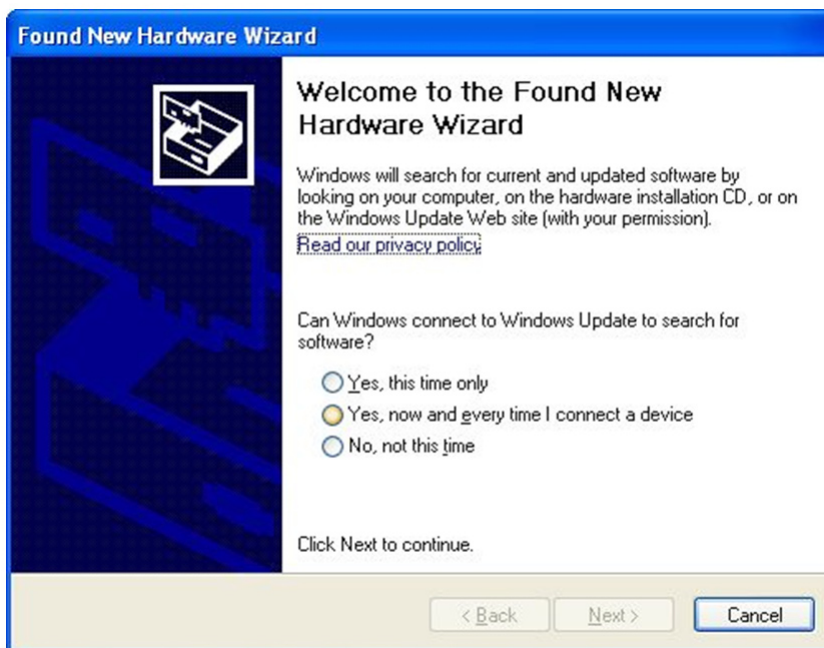 Found New Hardware Wizard
Welcome to the Found New
Hardware Wizard
Windows will search for current and updated software by
looking on your computer, on the hardware installation CD, or on
the Windows Update Web site (with your permission).
Read our privacy policy
Can Windows connect to Windows Update to search for
software?
Yes, this time only
Yes, now and every time I connect a device
No, not this time
Click Next to continue.
< Back
Next >
Cancel